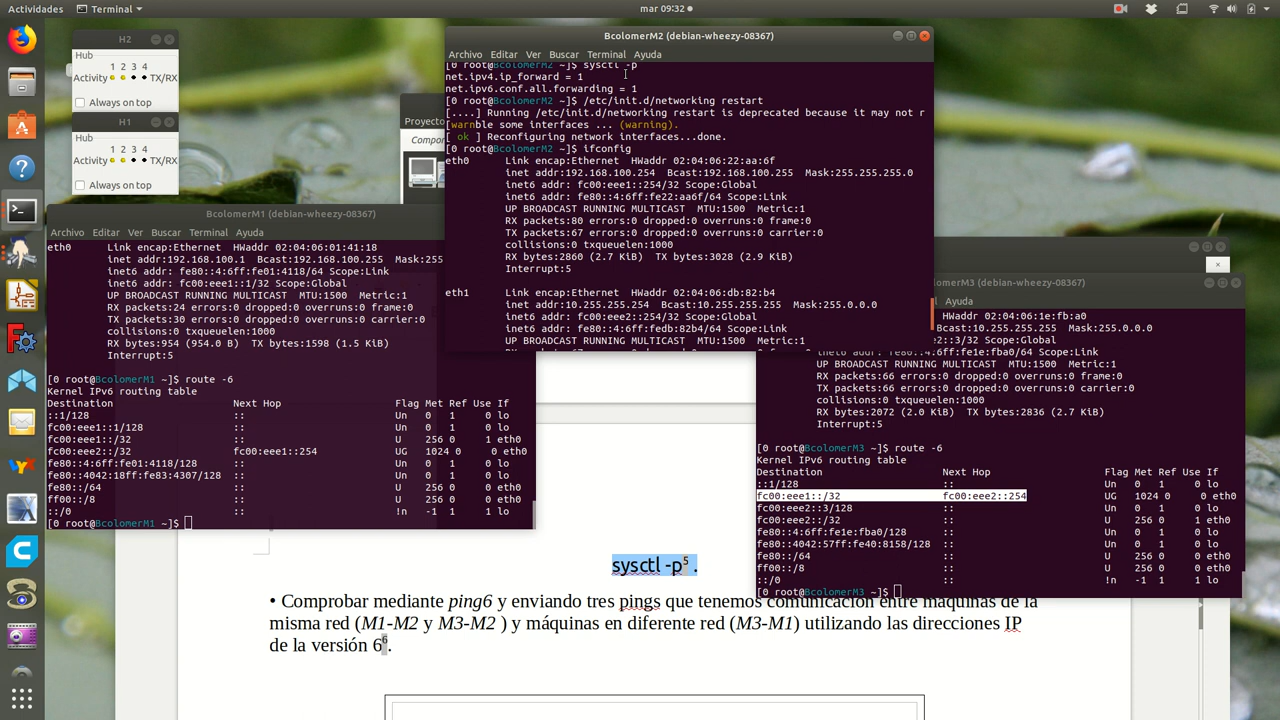 Actividades
Terminal
mar 09:32
H2
Hub
1 2 3 4
Activity
TX/RX
Always on top
H1
Hub
1 2 3 4
Activity
TX/RX
Always on top
Proyecto
Compon
BcolomerM2 (debian-wheezy-08367)
Archivo Editar Ver Buscar Terminal Ayuda
[0 root@BcolomerM2 ~]$ sysctl -p
net.ipv4.ip_forward = 1
net.ipv6.conf.all.forwarding = 1
[0 root@BcolomerM2 ~]$ /etc/init.d/networking restart
[....] Running /etc/init.d/networking restart is deprecated because it may not r
[warnble some interfaces ... (warning).
[ ok ] Reconfiguring network interfaces...done.
[0 root@BcolomerM2 ~]$ ifconfig
eth0 Link encap:Ethernet HWaddr 02:04:06:22:aa:6f
inet addr:192.168.100.254 Bcast:192.168.100.255 Mask:255.255.255.0
inet6 addr: fc00:eee1::254/32 Scope:Global
inet6 addr: fe80::4:6ff:fe22:aa6f/64 Scope:Link
UP BROADCAST RUNNING MULTICAST MTU:1500 Metric:1
RX packets:80 errors:0 dropped:0 overruns:0 frame:0
TX packets:67 errors:0 dropped:0 overruns:0 carrier:0
collisions:0 txqueuelen:1000
RX bytes:2860 (2.7 KiB) TX bytes:3028 (2.9 KiB)
Interrupt:5
eth1 Link encap:Ethernet HWaddr 02:04:06:db:82:b4
inet addr:10.255.255.254 Bcast:10.255.255.255 Mask:255.0.0.0
inet6 addr: fc00:eee2::254/32 Scope:Global
inet6 addr: fe80::4:6ff:fedb:82b4/64 Scope:Link
UP BROADCAST RUNNING MULTICAST MTU:1500 Metric:1
BcolomerM1 (debian-wheezy-08367)
Archivo Editar Ver Buscar Terminal Ayuda
eth0 Link encap:Ethernet HWaddr 02:04:06:01:41:18
inet addr:192.168.100.1 Bcast:192.168.100.255 Mask:255
inet6 addr: fe80::4:6ff:fe01:4118/64 Scope:Link
inet6 addr: fc00:eee1::1/32 Scope:Global
UP BROADCAST RUNNING MULTICAST MTU:1500 Metric:1
RX packets:24 errors:0 dropped:0 overruns:0 frame:0
TX packets:30 errors:0 dropped:0 overruns:0 carrier:0
collisions:0 txqueuelen:1000
RX bytes:954 (954.0 B) TX bytes:1598 (1.5 KiB)
Interrupt:5
[0 root@BcolomerM1 ~]$ route -6
Kernel IPv6 routing table
Destination Next Hop Flag Met Ref Use If
::1/128 :: Un 0 1 0 lo
fc00:eee1::1/128 :: Un 0 1 0 lo
fc00:eee1::/32 :: U 256 0 1 eth0
fc00:eee2::/32 fc00:eee1::254 UG 1024 0 0 eth0
fe80::4:6ff:fe01:4118/128 :: Un 0 1 0 lo
fe80::4042:18ff:fe83:4307/128 :: Un 0 1 0 lo
fe80::/64 :: U 256 0 0 eth0
ff00::/8 :: U 256 0 0 eth0
::/0 :: !n -1 1 1 lo
[0 root@BcolomerM1 ~]$
merM3 (debian-wheezy-08367)
Ayuda
HWaddr 02:04:06:1e:fb:a0
Bcast:10.255.255.255 Mask:255.0.0.0
2::3/32 Scope:Global
inet6 addr: fe80::4:6ff:fe1e:fba0/64 Scope:Link
UP BROADCAST RUNNING MULTICAST MTU:1500 Metric:1
RX packets:66 errors:0 dropped:0 overruns:0 frame:0
TX packets:66 errors:0 dropped:0 overruns:0 carrier:0
collisions:0 txqueuelen:1000
RX bytes:2072 (2.0 KiB) TX bytes:2836 (2.7 KiB)
Interrupt:5
[0 root@BcolomerM3 ~]$ route -6
Kernel IPv6 routing table
Destination Next Hop Flag Met Ref Use If
::1/128 :: Un 0 1 0 lo
fc00:eee1::/32 fc00:eee2::254 UG 1024 0 0 eth0
fc00:eee2::3/128 :: Un 0 1 0 lo
fc00:eee2::/32 :: U 256 0 1 eth0
fe80::4:6ff:fe1e:fba0/128 :: Un 0 1 0 lo
fe80::4042:57ff:fe40:8158/128 :: Un 0 1 0 lo
fe80::/64 :: U 256 0 0 eth0
ff00::/8 :: U 256 0 0 eth0
::/0 :: !n -1 1 1 lo
[0 root@BcolomerM3 ~]$
sysctl -p5 .
• Comprobar mediante ping6 y enviando tres pings que tenemos comunicación entre máquinas de la
misma red (M1-M2 y M3-M2 ) y máquinas en diferente red (M3-M1) utilizando las direcciones IP
de la versión 66.